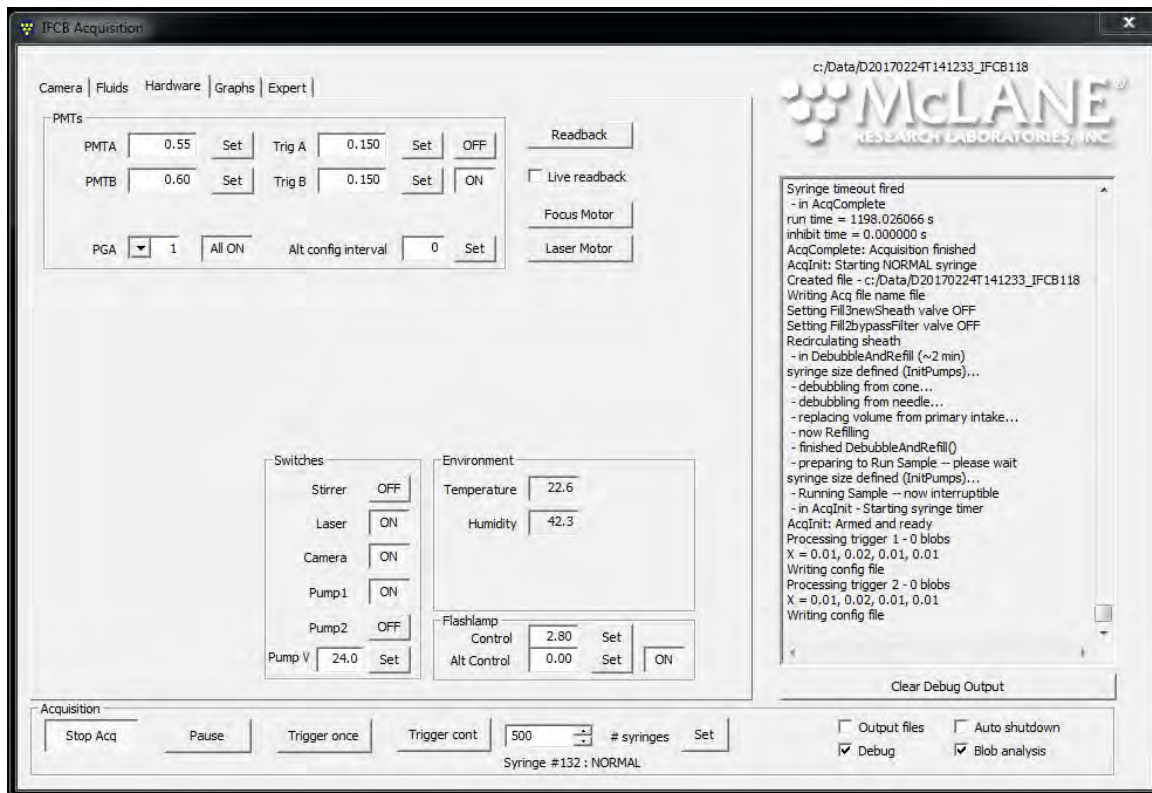 IFCB Acquisition
X
c:/Data/D20170224T141233_IFCB118
McLANE®
RESEARCH LABORATORIES, INC
Camera Fluids Hardware Graphs Expert
PMTs
PMTA 0.55 Set Trig A 0.150 Set OFF
PMTB 0.60 Set Trig B 0.150 Set ON
PGA 1 All ON Alt config interval 0 Set
Readback
Live readback
Focus Motor
Laser Motor
Switches
Stirrer OFF
Laser ON
Camera ON
Pump1 ON
Pump2 OFF
Pump V 24.0 Set
Environment
Temperature 22.6
Humidity 42.3
Flashlamp
Control 2.80 Set
Alt Control 0.00 Set ON
Syringe timeout fired
- in AcqComplete
run time = 1198.026066 s
inhibit time = 0.000000 s
AcqComplete: Acquisition finished
AcqInit: Starting NORMAL syringe
Created file - c:/Data/D20170224T141233_IFCB118
Writing Acq file name file
Setting Fill3newSheath valve OFF
Setting Fill2bypassFilter valve OFF
Recirculating sheath
- in DebubbleAndRefill (~2 min)
syringe size defined (InitPumps)...
- debubbling from cone...
- debubbling from needle...
- replacing volume from primary intake...
- now Refilling
- finished DebubbleAndRefill()
- preparing to Run Sample -- please wait
syringe size defined (InitPumps)...
- Running Sample -- now interruptible
- in AcqInit - Starting syringe timer
AcqInit: Armed and ready
Processing trigger 1 - 0 blobs
X = 0.01, 0.02, 0.01, 0.01
Writing config file
Processing trigger 2 - 0 blobs
X = 0.01, 0.02, 0.01, 0.01
Writing config file
Clear Debug Output
Acquisition
Stop Acq Pause Trigger once Trigger cont 500 # syringes Set
Syringe #132 : NORMAL
Output files Auto shutdown
Debug Blob analysis